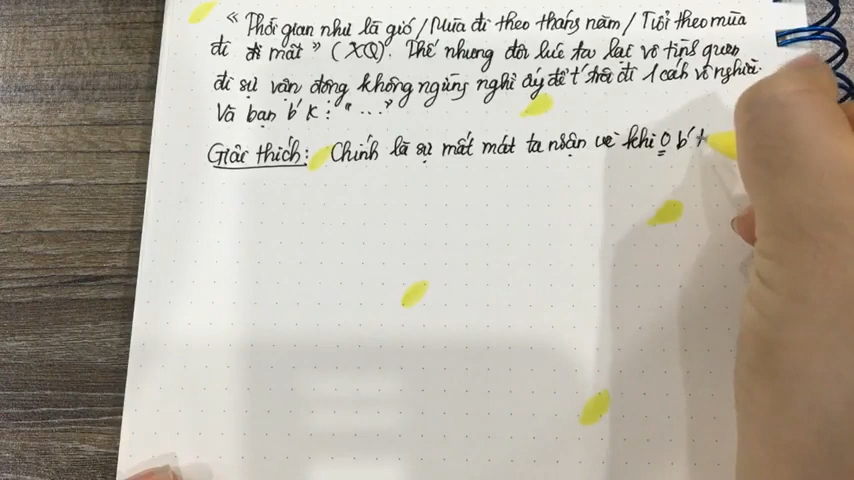 “ Thời gian như là gió / Mùa đi theo tháng năm / Tuổi theo mùa
đi mất ” (XQ). Thế nhưng đôi lúc ta lại vô tình quên
đi sự vận động không ngừng nghỉ ấy để t' trôi đi 1 cách vô nghĩa.
Và bạn b' k : “ ... ”
Giải thích : Chính là sự mất mát ta nhận về khi 0 b' t